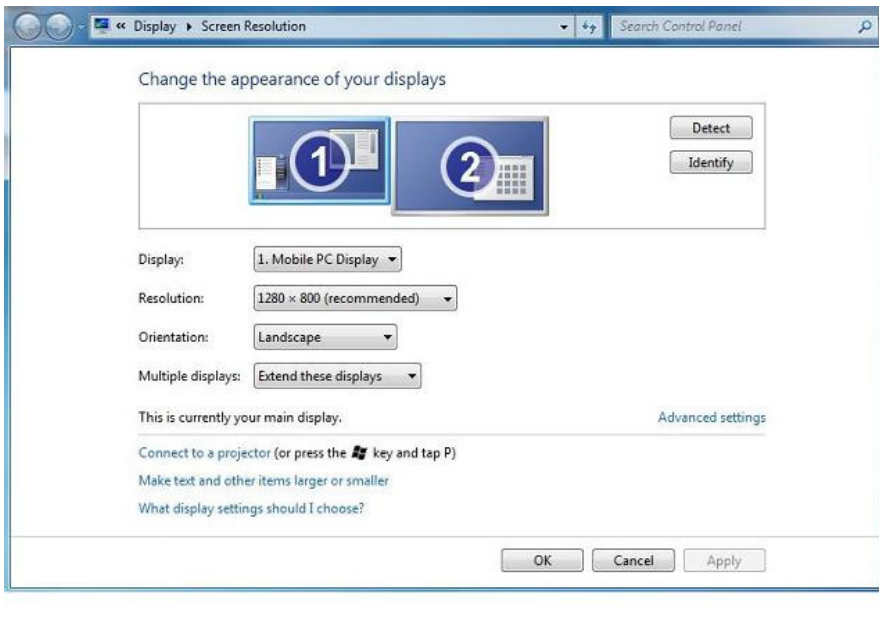 « Display ▸ Screen Resolution
Search Control Panel
Change the appearance of your displays
1
2
Detect
Identify
Display: 1. Mobile PC Display
Resolution: 1280 × 800 (recommended)
Orientation: Landscape
Multiple displays: Extend these displays
This is currently your main display. Advanced settings
Connect to a projector (or press the key and tap P)
Make text and other items larger or smaller
What display settings should I choose?
OK Cancel Apply